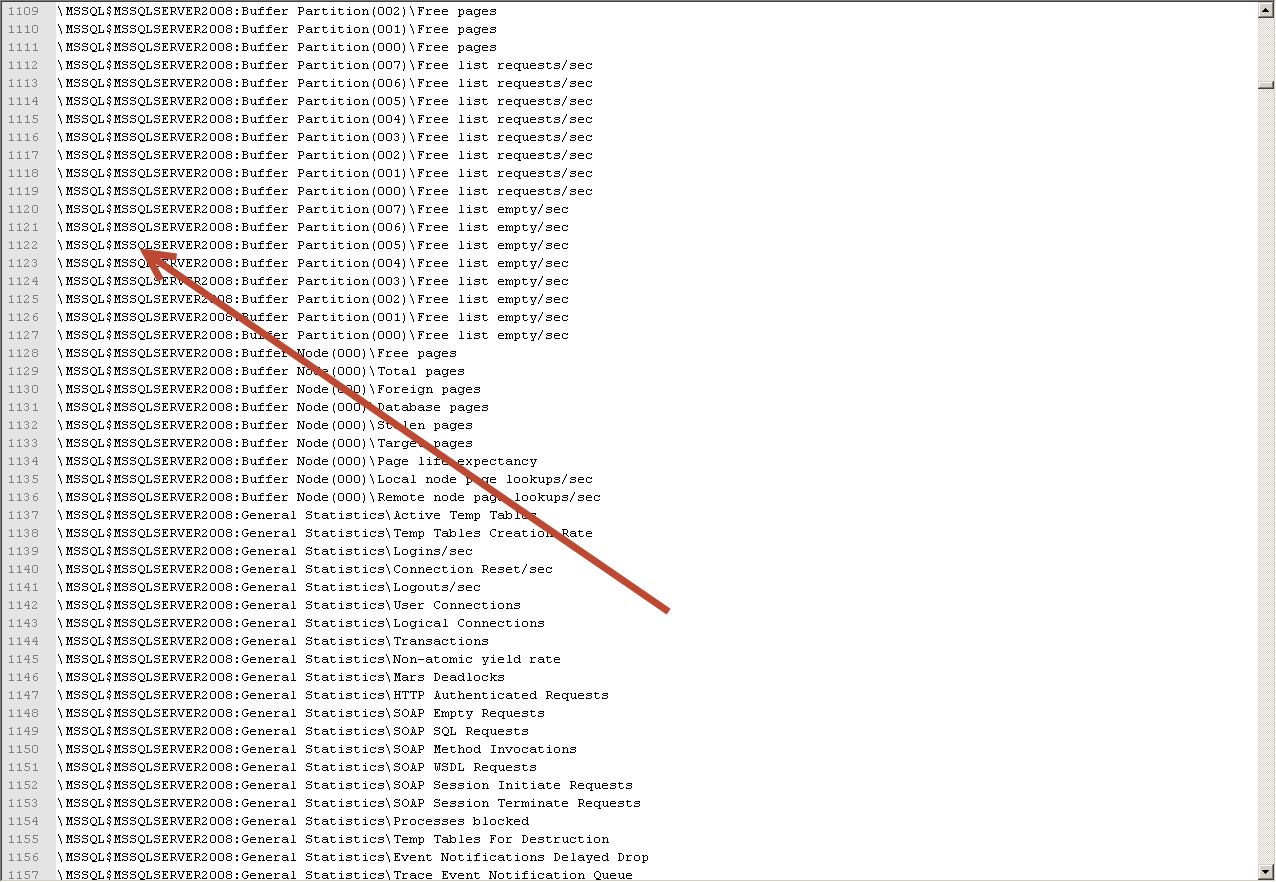 1109 \MSSQL$MSSQLSERVER2008:Buffer Partition(002)\Free pages
1110 \MSSQL$MSSQLSERVER2008:Buffer Partition(001)\Free pages
1111 \MSSQL$MSSQLSERVER2008:Buffer Partition(000)\Free pages
1112 \MSSQL$MSSQLSERVER2008:Buffer Partition(007)\Free list requests/sec
1113 \MSSQL$MSSQLSERVER2008:Buffer Partition(006)\Free list requests/sec
1114 \MSSQL$MSSQLSERVER2008:Buffer Partition(005)\Free list requests/sec
1115 \MSSQL$MSSQLSERVER2008:Buffer Partition(004)\Free list requests/sec
1116 \MSSQL$MSSQLSERVER2008:Buffer Partition(003)\Free list requests/sec
1117 \MSSQL$MSSQLSERVER2008:Buffer Partition(002)\Free list requests/sec
1118 \MSSQL$MSSQLSERVER2008:Buffer Partition(001)\Free list requests/sec
1119 \MSSQL$MSSQLSERVER2008:Buffer Partition(000)\Free list requests/sec
1120 \MSSQL$MSSQLSERVER2008:Buffer Partition(007)\Free list empty/sec
1121 \MSSQL$MSSQLSERVER2008:Buffer Partition(006)\Free list empty/sec
1122 \MSSQL$MSSQLSERVER2008:Buffer Partition(005)\Free list empty/sec
1123 \MSSQL$MSSQLSERVER2008:Buffer Partition(004)\Free list empty/sec
1124 \MSSQL$MSSQLSERVER2008:Buffer Partition(003)\Free list empty/sec
1125 \MSSQL$MSSQLSERVER2008:Buffer Partition(002)\Free list empty/sec
1126 \MSSQL$MSSQLSERVER2008:Buffer Partition(001)\Free list empty/sec
1127 \MSSQL$MSSQLSERVER2008:Buffer Partition(000)\Free list empty/sec
1128 \MSSQL$MSSQLSERVER2008:Buffer Node(000)\Free pages
1129 \MSSQL$MSSQLSERVER2008:Buffer Node(000)\Total pages
1130 \MSSQL$MSSQLSERVER2008:Buffer Node(000)\Foreign pages
1131 \MSSQL$MSSQLSERVER2008:Buffer Node(000)\Database pages
1132 \MSSQL$MSSQLSERVER2008:Buffer Node(000)\Stolen pages
1133 \MSSQL$MSSQLSERVER2008:Buffer Node(000)\Target pages
1134 \MSSQL$MSSQLSERVER2008:Buffer Node(000)\Page life expectancy
1135 \MSSQL$MSSQLSERVER2008:Buffer Node(000)\Local node page lookups/sec
1136 \MSSQL$MSSQLSERVER2008:Buffer Node(000)\Remote node page lookups/sec
1137 \MSSQL$MSSQLSERVER2008:General Statistics\Active Temp Tables
1138 \MSSQL$MSSQLSERVER2008:General Statistics\Temp Tables Creation Rate
1139 \MSSQL$MSSQLSERVER2008:General Statistics\Logins/sec
1140 \MSSQL$MSSQLSERVER2008:General Statistics\Connection Reset/sec
1141 \MSSQL$MSSQLSERVER2008:General Statistics\Logouts/sec
1142 \MSSQL$MSSQLSERVER2008:General Statistics\User Connections
1143 \MSSQL$MSSQLSERVER2008:General Statistics\Logical Connections
1144 \MSSQL$MSSQLSERVER2008:General Statistics\Transactions
1145 \MSSQL$MSSQLSERVER2008:General Statistics\Non-atomic yield rate
1146 \MSSQL$MSSQLSERVER2008:General Statistics\Mars Deadlocks
1147 \MSSQL$MSSQLSERVER2008:General Statistics\HTTP Authenticated Requests
1148 \MSSQL$MSSQLSERVER2008:General Statistics\SOAP Empty Requests
1149 \MSSQL$MSSQLSERVER2008:General Statistics\SOAP SQL Requests
1150 \MSSQL$MSSQLSERVER2008:General Statistics\SOAP Method Invocations
1151 \MSSQL$MSSQLSERVER2008:General Statistics\SOAP WSDL Requests
1152 \MSSQL$MSSQLSERVER2008:General Statistics\SOAP Session Initiate Requests
1153 \MSSQL$MSSQLSERVER2008:General Statistics\SOAP Session Terminate Requests
1154 \MSSQL$MSSQLSERVER2008:General Statistics\Processes blocked
1155 \MSSQL$MSSQLSERVER2008:General Statistics\Temp Tables For Destruction
1156 \MSSQL$MSSQLSERVER2008:General Statistics\Event Notifications Delayed Drop
1157 \MSSQL$MSSQLSERVER2008:General Statistics\Trace Event Notification Queue